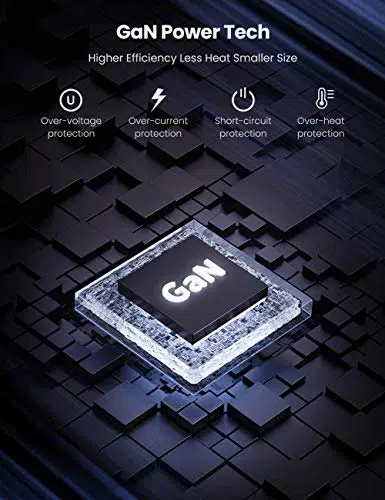 GaN Power Tech
Higher Efficiency Less Heat Smaller Size
U
Over-voltage
protection
Over-current
protection
Short-circuit
protection
Over-heat
protection
GaN